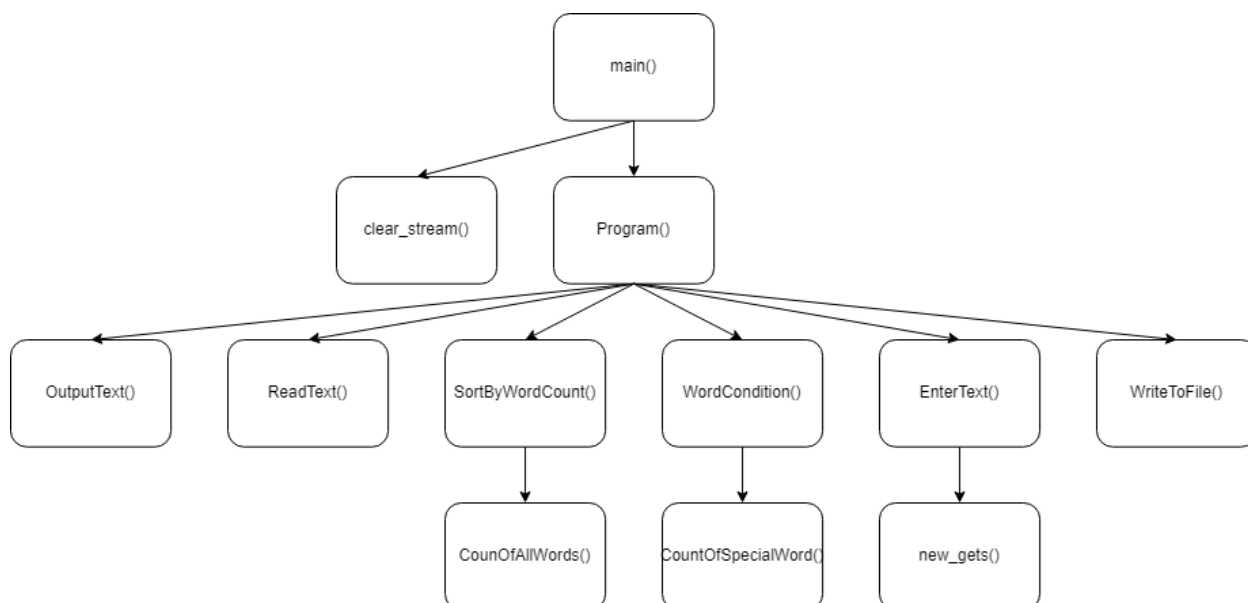 main()
clear_stream()
Program()
OutputText()
ReadText()
SortByWordCount()
WordCondition()
EnterText()
WriteToFile()
CounOfAllWords()
CountOfSpecialWord()
new_gets()